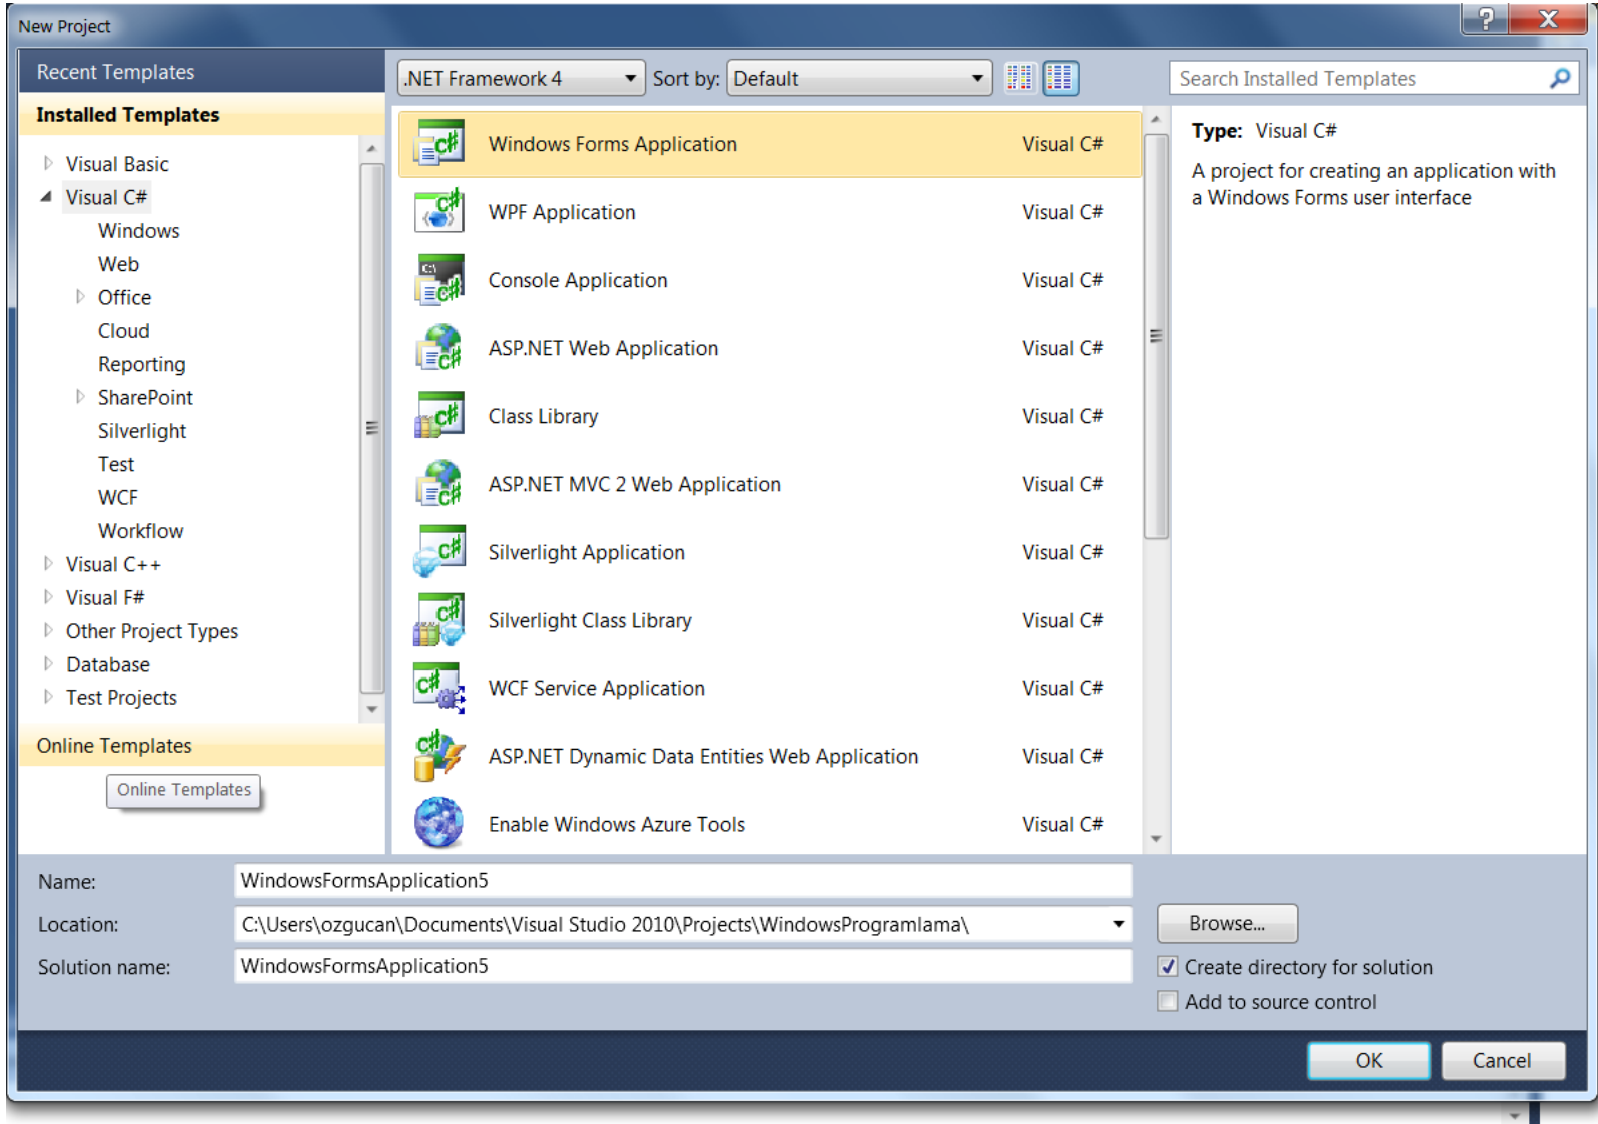 New Project
Recent Templates
.NET Framework 4
Sort by:
Default
Search Installed Templates
Installed Templates
Visual Basic
Visual C#
Windows
Web
Office
Cloud
Reporting
SharePoint
Silverlight
Test
WCF
Workflow
Visual C++
Visual F#
Other Project Types
Database
Test Projects
Online Templates
Online Templates
Windows Forms Application Visual C#
WPF Application Visual C#
Console Application Visual C#
ASP.NET Web Application Visual C#
Class Library Visual C#
ASP.NET MVC 2 Web Application Visual C#
Silverlight Application Visual C#
Silverlight Class Library Visual C#
WCF Service Application Visual C#
ASP.NET Dynamic Data Entities Web Application Visual C#
Enable Windows Azure Tools Visual C#
Type: Visual C#
A project for creating an application with
a Windows Forms user interface
Name: WindowsFormsApplication5
Location: C:\Users\ozgucan\Documents\Visual Studio 2010\Projects\WindowsProgramlama\
Browse...
Solution name: WindowsFormsApplication5
Create directory for solution
Add to source control
OK
Cancel